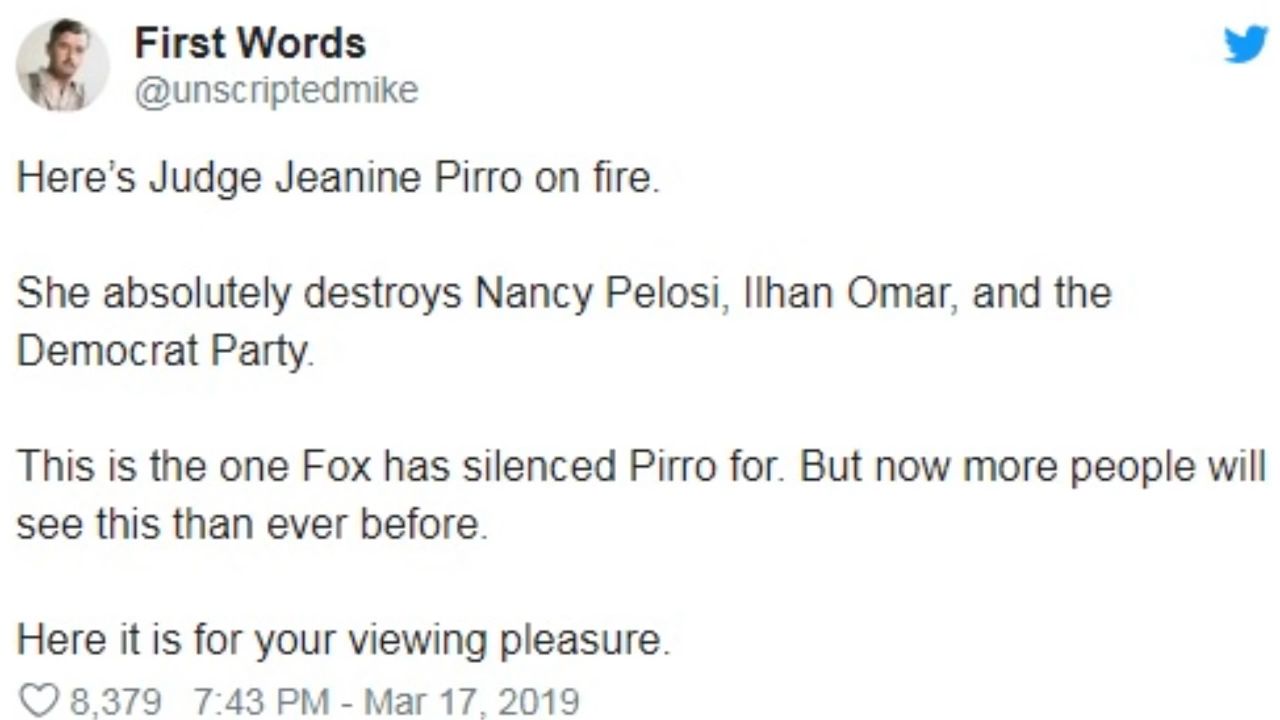 First Words
@unscriptedmike
Here’s Judge Jeanine Pirro on fire.
She absolutely destroys Nancy Pelosi, Ilhan Omar, and the
Democrat Party.
This is the one Fox has silenced Pirro for. But now more people will
see this than ever before.
Here it is for your viewing pleasure.
8,379 7:43 PM - Mar 17, 2019